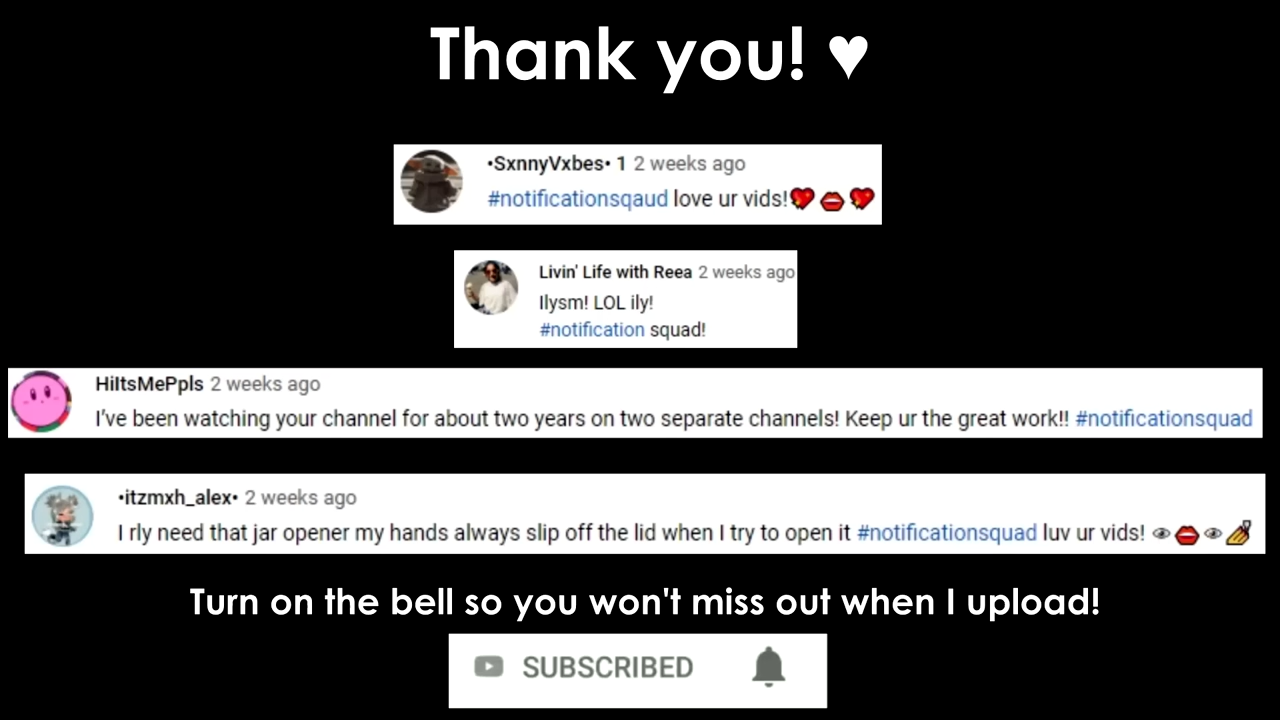 Thank you! ♥
•SxnnyVxbes• 1 2 weeks ago
#notificationsqaud love ur vids!💘👄💘
Livin' Life with Reea 2 weeks ago
Ilysm! LOL ily!
#notification squad!
HiItsMePpls 2 weeks ago
I've been watching your channel for about two years on two separate channels! Keep ur the great work!! #notificationsquad
•itzmxh_alex• 2 weeks ago
I rly need that jar opener my hands always slip off the lid when I try to open it #notificationsquad luv ur vids! 👁👄👁💅
Turn on the bell so you won't miss out when I upload!
SUBSCRIBED